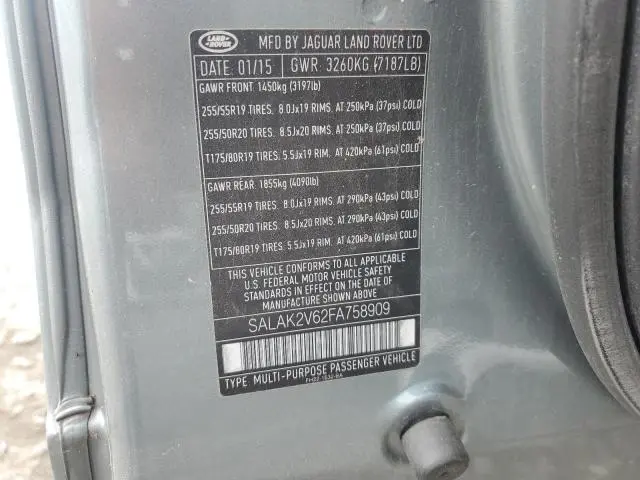 LAND ROVER
MFD BY JAGUAR LAND ROVER LTD
DATE 01/15 GWR: 3260KG (7187LB)
GAWR FRONT. 1450kg (3197lb)
255/55R19 TIRES. 8.0Jx19 RIMS. AT 250kPa (37psi) COLD
255/50R20 TIRES. 8.5Jx20 RIMS. AT 250kPa (37psi) COLD
T175/80R19 TIRES. 5.5Jx19 RIM. AT 420kPa (61psi) COLD
GAWR REAR. 1855kg (4090lb)
255/55R19 TIRES. 8.0Jx19 RIMS. AT 290kPa (43psi) COLD
255/50R20 TIRES. 8.5Jx20 RIMS. AT 290kPa (43psi) COLD
T175/80R19 TIRES. 5.5Jx19 RIM. AT 420kPa (61psi) COLD
THIS VEHICLE CONFORMS TO ALL APPLICABLE
U.S. FEDERAL MOTOR VEHICLE SAFETY
STANDARDS IN EFFECT ON THE DATE OF
MANUFACTURE SHOWN ABOVE.
SALAK2V62FA758909
TYPE: MULTI-PURPOSE PASSENGER VEHICLE